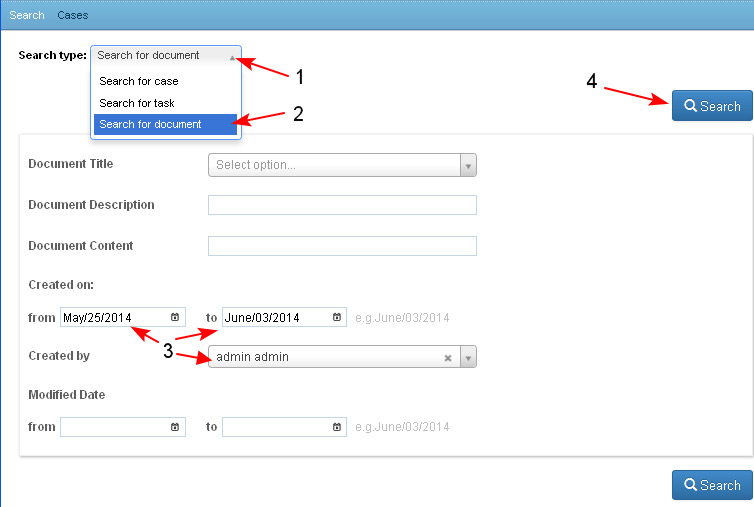 Search Cases
Search type: Search for document
1
Search for case
Search for task
Search for document
2
4
Search
Document Title Select option...
Document Description
Document Content
Created on:
from May/25/2014 to June/03/2014 e.g.June/03/2014
3
Created by admin admin
Modified Date
from to e.g.June/03/2014
Search